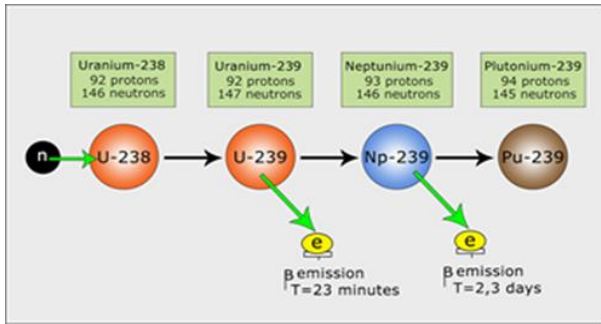 Uranium-238
92 protons
146 neutrons
Uranium-239
92 protons
147 neutrons
Neptunium-239
93 protons
146 neutrons
Plutonium-239
94 protons
145 neutrons
n
U-238
U-239
Np-239
Pu-239
e
β emission
T=23 minutes
e
β emission
T=2,3 days